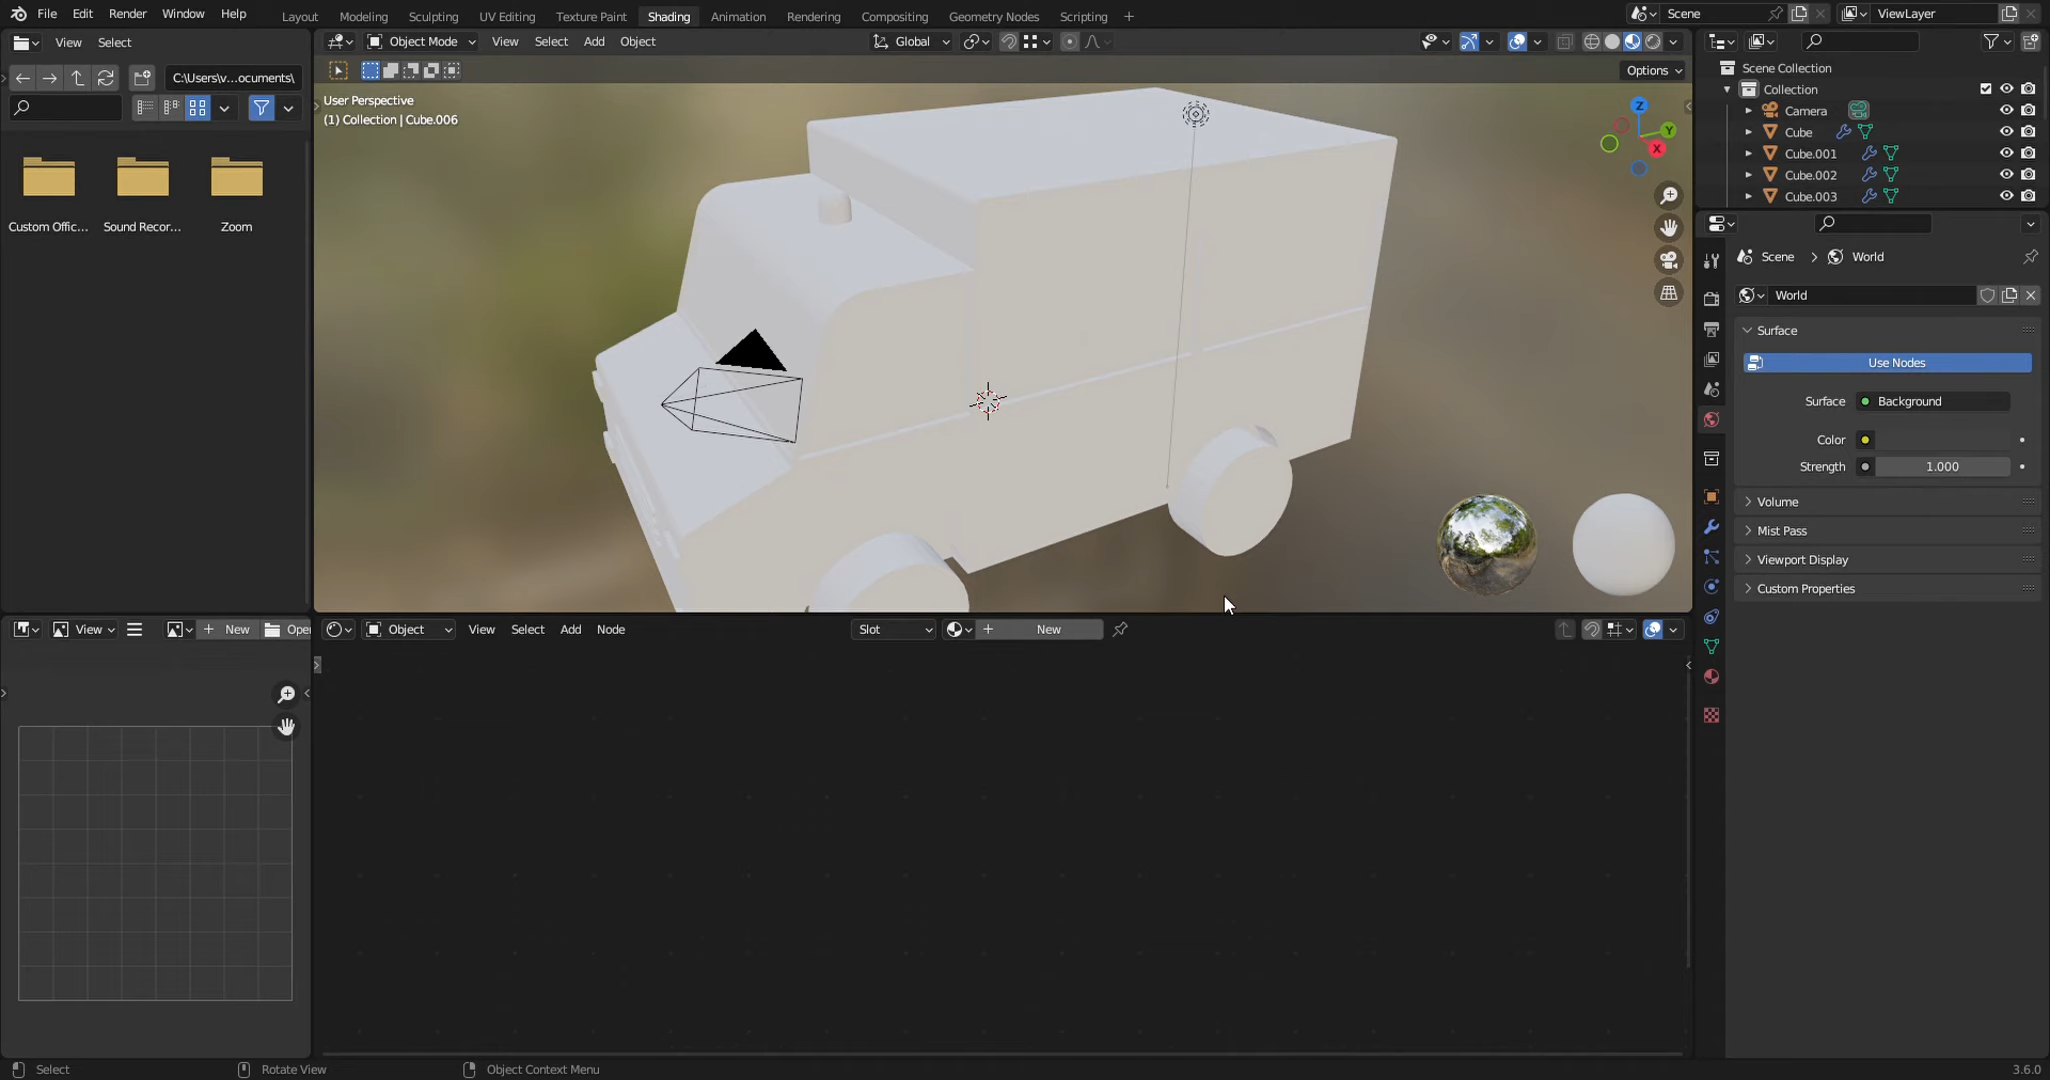 File Edit Render Window Help Layout Modeling Sculpting UV Editing Texture Paint Shading Animation Rendering Compositing Geometry Nodes Scripting + Scene ViewLayer
View Select Object Mode View Select Add Object Global
C:\Users\v...ocuments\ Options
User Perspective
(1) Collection | Cube.006
Custom Offic... Sound Recor... Zoom
Z
Y
X
Scene Collection
Collection
Camera
Cube
Cube.001
Cube.002
Cube.003
Scene > World
World
Surface
Use Nodes
Surface Background
Color
Strength 1.000
Volume
Mist Pass
Viewport Display
Custom Properties
View + New Ope Object View Select Add Node Slot + New
Select Rotate View Object Context Menu 3.6.0